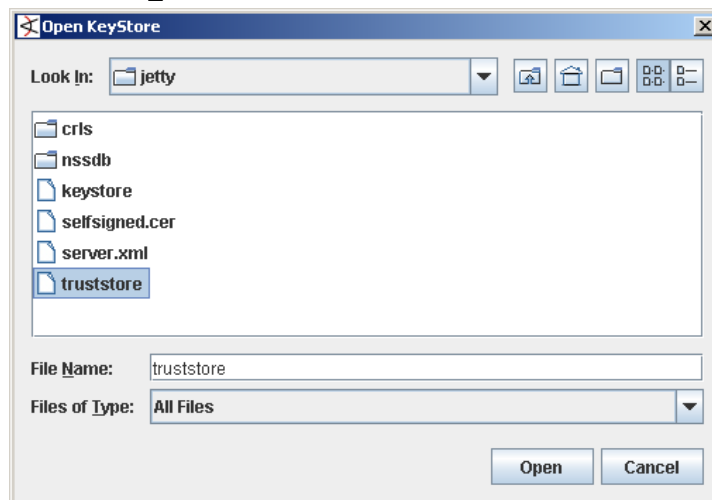 Open KeyStore
Look In: jetty
crls
nssdb
keystore
selfsigned.cer
server.xml
truststore
File Name: truststore
Files of Type: All Files
Open Cancel